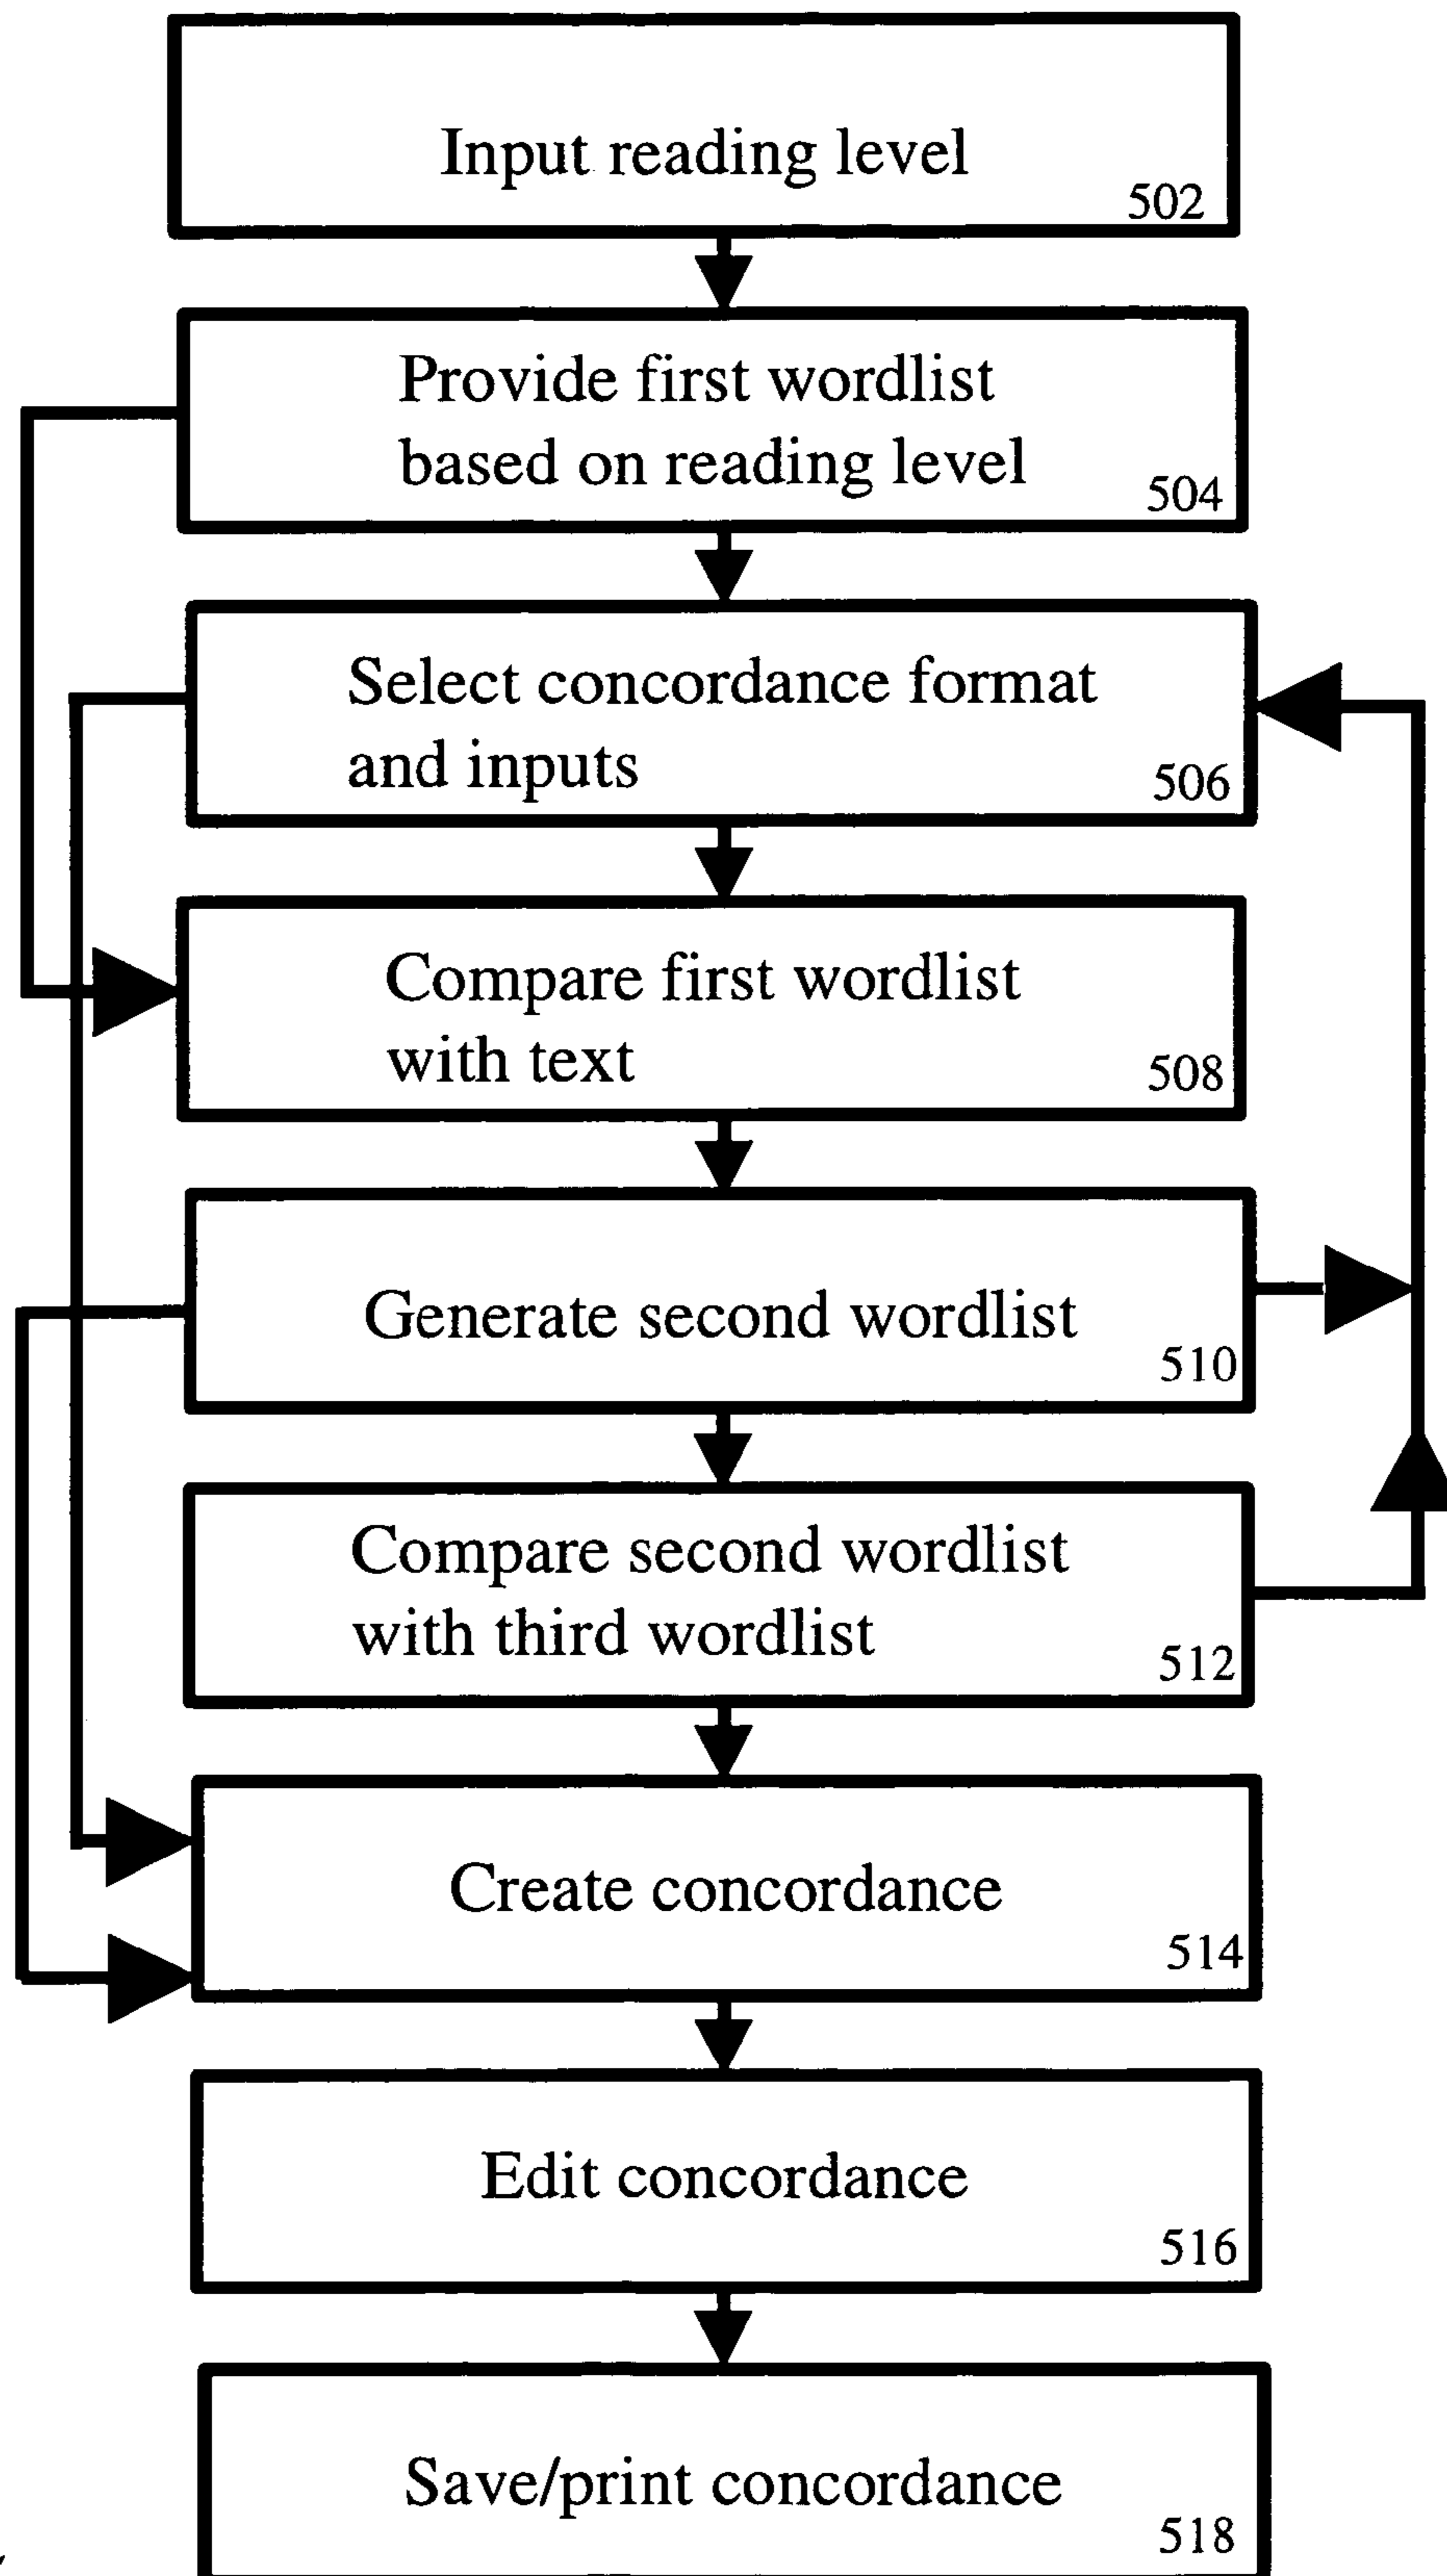 Input reading level
502
Provide first wordlist
based on reading level
504
Select concordance format
and inputs
506
Compare first wordlist
with text
508
Generate second wordlist
510
Compare second wordlist
with third wordlist
512
Create concordance
514
Edit concordance
516
Save/print concordance
518